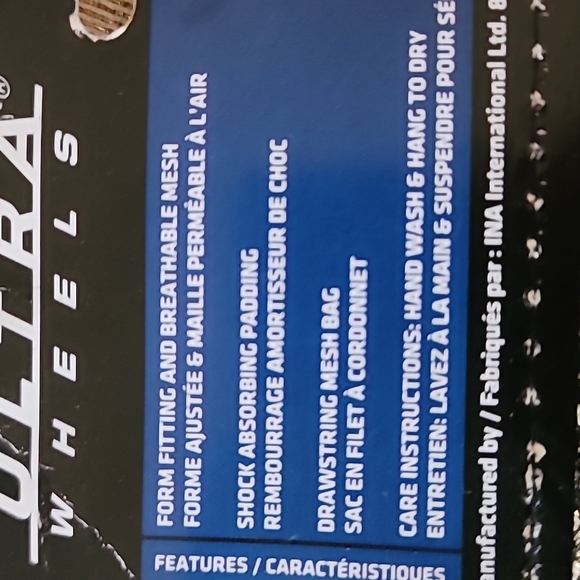 ULTRA®
WHEELS
FEATURES / CARACTÉRISTIQUES
FORM FITTING AND BREATHABLE MESH
FORME AJUSTÉE & MAILLE PERMÉABLE À L'AIR
SHOCK ABSORBING PADDING
REMBOURRAGE AMORTISSEUR DE CHOC
DRAWSTRING MESH BAG
SAC EN FILET À CORDONNET
CARE INSTRUCTIONS: HAND WASH & HANG TO DRY
ENTRETIEN: LAVEZ À LA MAIN & SUSPENDRE POUR SÉ
anufactured by / Fabriqués par : INA International Ltd. 8